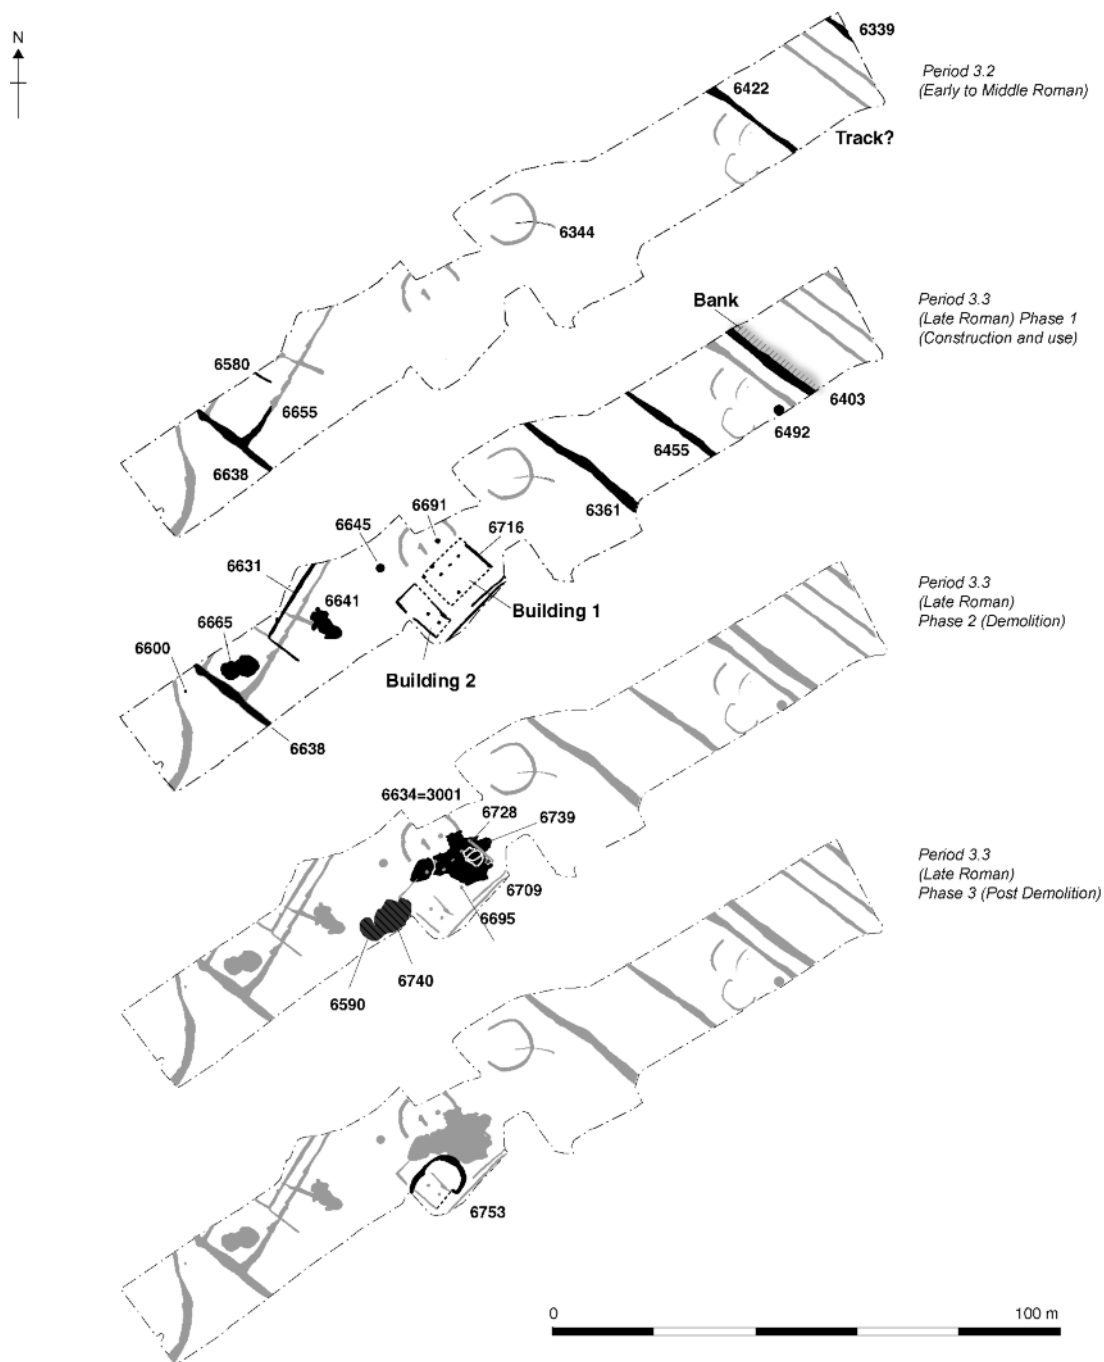 N
6339
Period 3.2
(Early to Middle Roman)
6422
Track?
6344
6580
6655
6638
Period 3.3
(Late Roman) Phase 1
(Construction and use)
Bank
6403
6492
6455
6361
6691
6716
6645
6631
6641
6665
6600
Building 1
Building 2
6638
Period 3.3
(Late Roman)
Phase 2 (Demolition)
6634=3001
6728
6739
6709
6695
6740
6590
Period 3.3
(Late Roman)
Phase 3 (Post Demolition)
6753
0
100 m